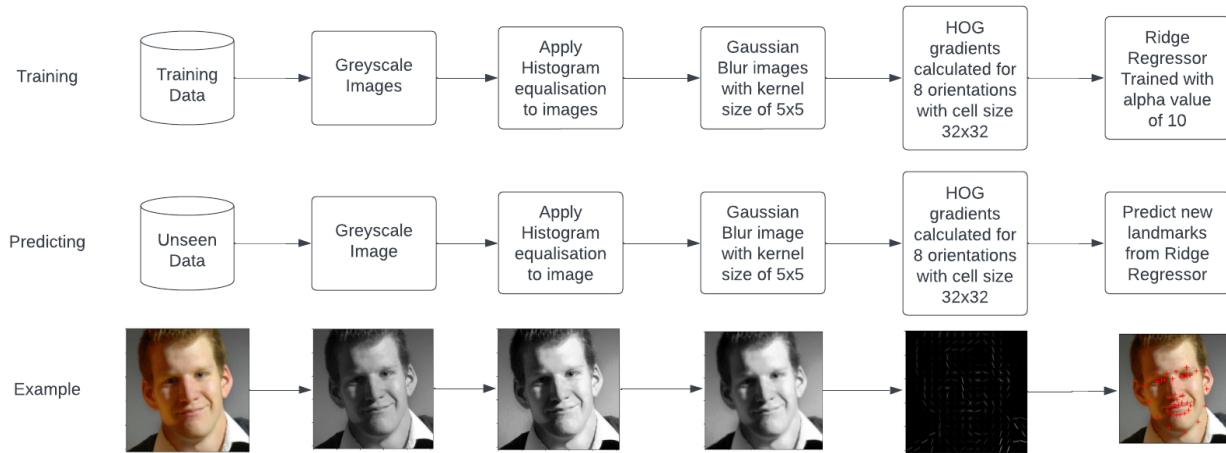 Training
Training
Data
Greyscale
Images
Apply
Histogram
equalisation
to images
Gaussian
Blur images
with kernel
size of 5x5
HOG
gradients
calculated for
8 orientations
with cell size
32x32
Ridge
Regressor
Trained with
alpha value
of 10
Predicting
Unseen
Data
Greyscale
Image
Apply
Histogram
equalisation
to image
Gaussian
Blur image
with kernel
size of 5x5
HOG
gradients
calculated for
8 orientations
with cell size
32x32
Predict new
landmarks
from Ridge
Regressor
Example